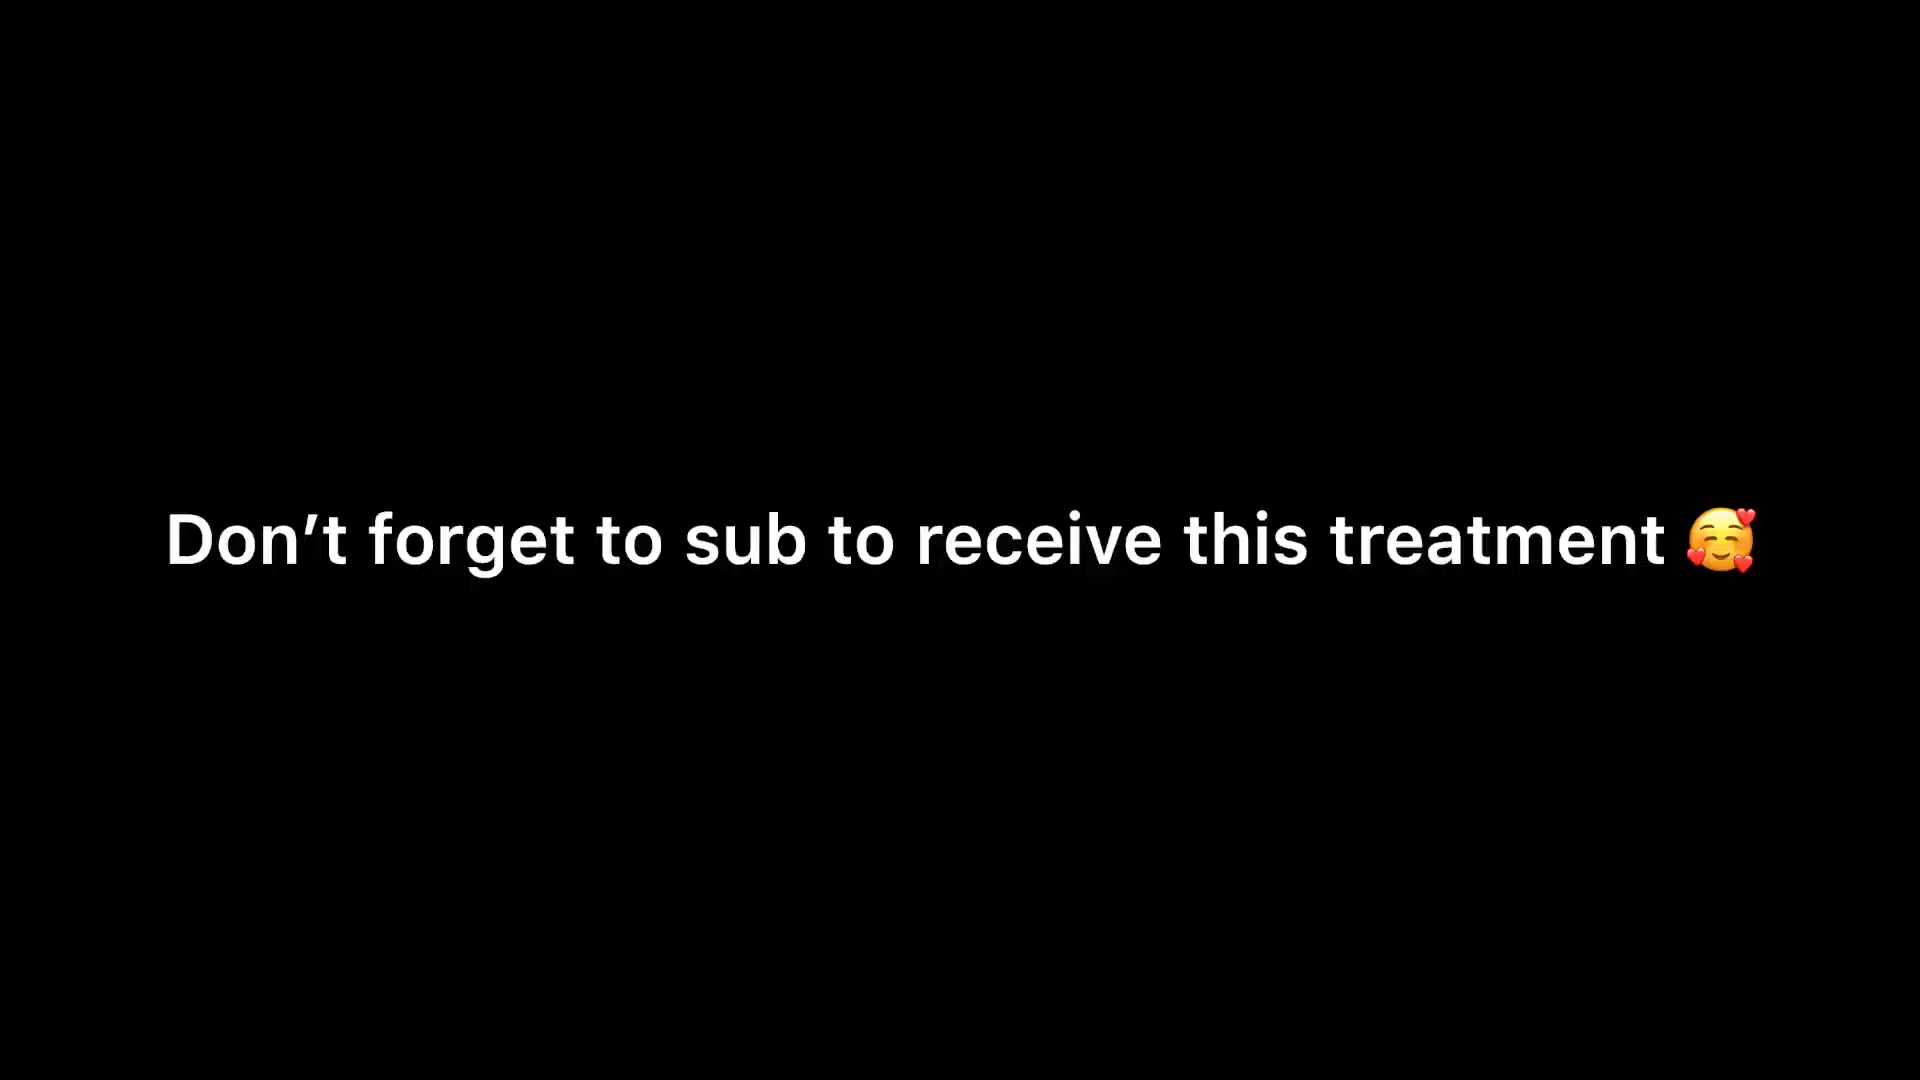 Don’t forget to sub to receive this treatment 🥰